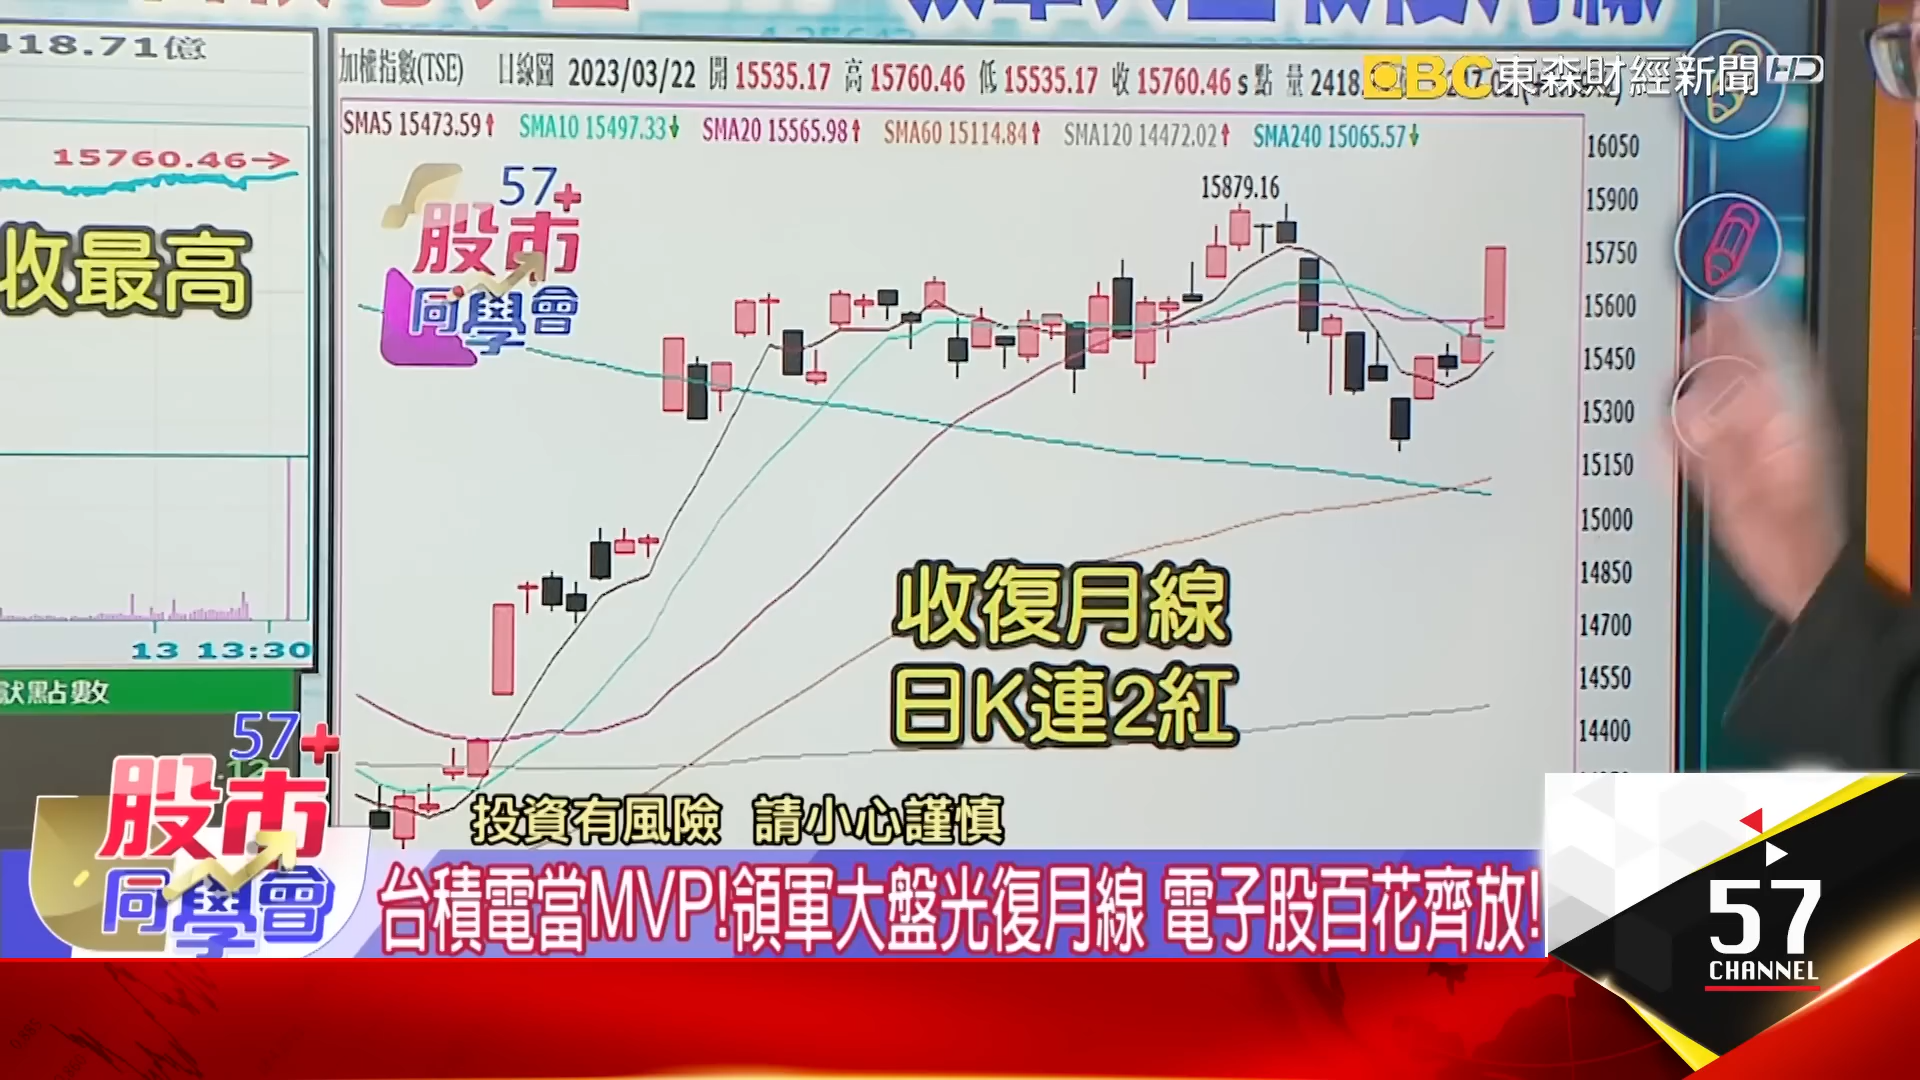 418.71億
加權指數(TSE) 日線圖 2023/03/22 開 15535.17 高 15760.46 低 15535.17 收 15760.46 s 點 量 2418.
EBC 東森財經新聞 HD
SMA5 15473.59↑ SMA10 15497.33↓ SMA20 15565.98↑ SMA60 15114.84↑ SMA120 14472.02↑ SMA240 15065.57↓
15760.46→
收最高
57+
股市
同學會
15879.16
16050
15900
15750
15600
15450
15300
15150
15000
14850
14700
14550
14400
收復月線
日K連2紅
13 13:30
點數
57+
股市
同學會
投資有風險 請小心謹慎
台積電當MVP!領軍大盤光復月線 電子股百花齊放!
57
CHANNEL